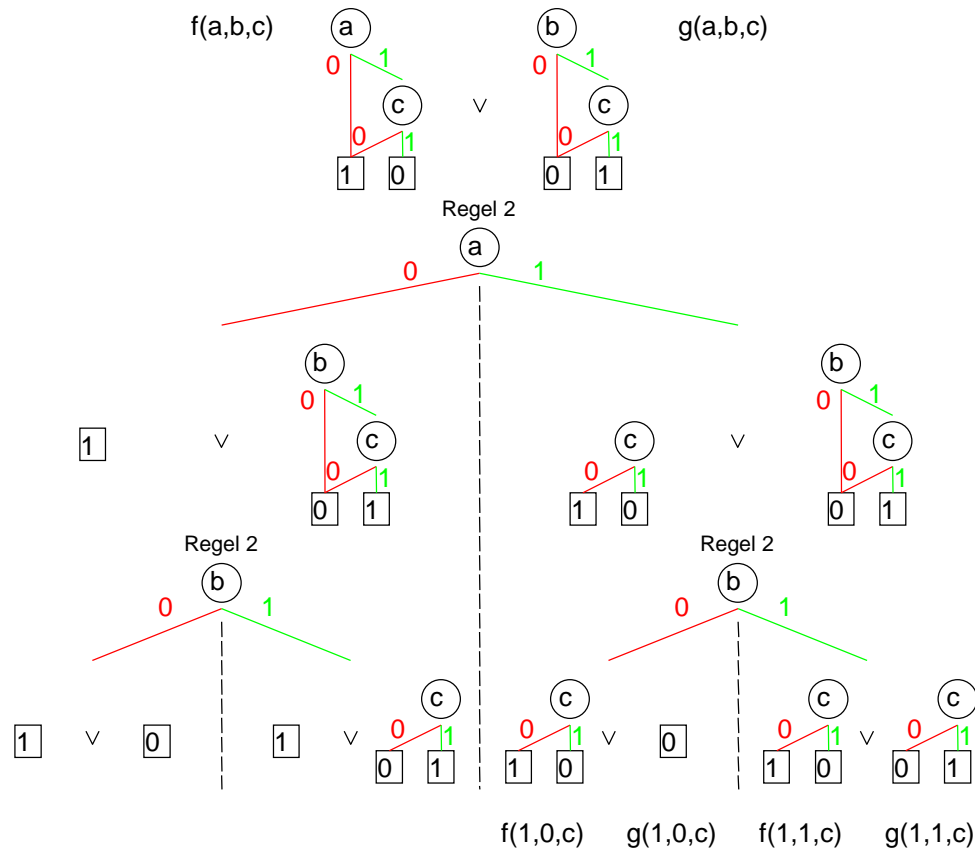 f(a,b,c) a b g(a,b,c)
0 1 0 1
c ∨ c
0 1 0 1
1 0 0 1
Regel 2
a
0 1
b b
0 1 0 1
1 ∨ c c ∨ c
0 1 0 1 0 1
0 1 1 0 0 1
Regel 2 Regel 2
b b
0 1 0 1
c c c c
0 1 0 1 0 1 0 1
1 ∨ 0 1 ∨ 0 1 1 0 ∨ 0 1 0 ∨ 0 1
f(1,0,c) g(1,0,c) f(1,1,c) g(1,1,c)